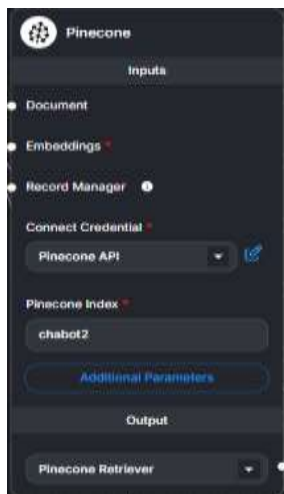 Pinecone
Inputs
Document
Embeddings *
Record Manager
Connect Credential *
Pinecone API
Pinecone Index *
chabot2
Additional Parameters
Output
Pinecone Retriever